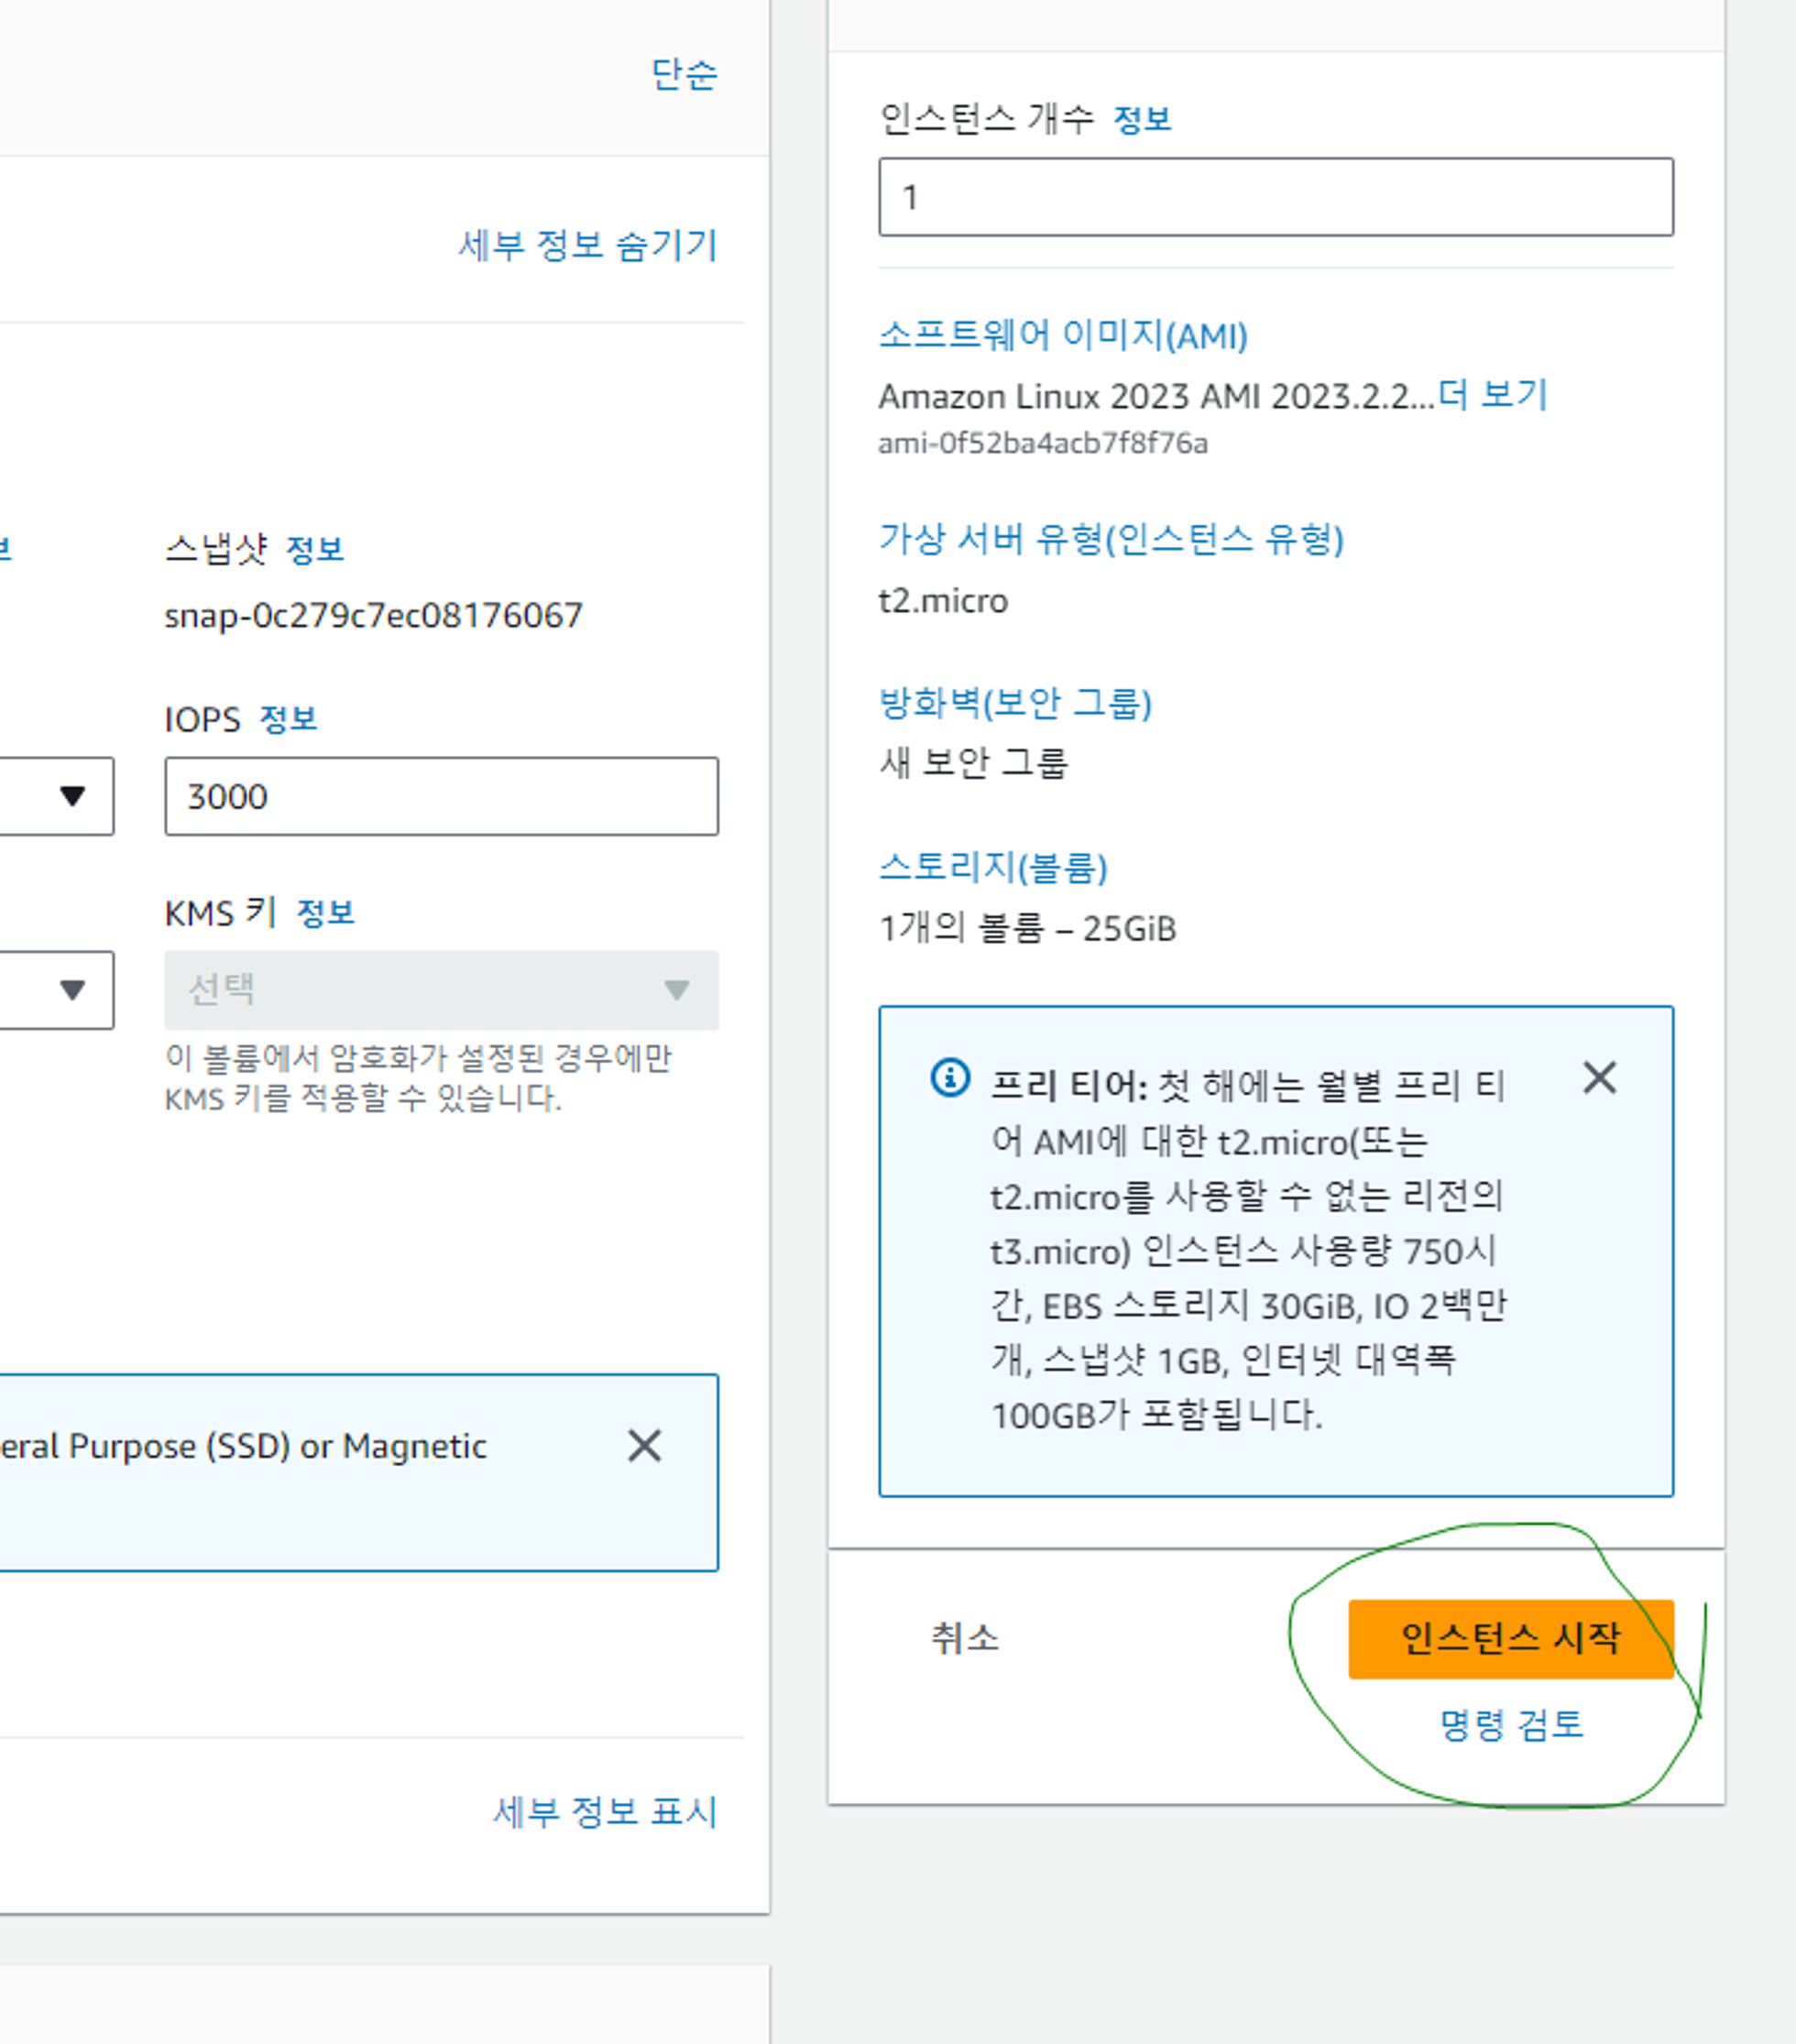 단순
세부 정보 숨기기
스냅샷 정보
snap-0c279c7ec08176067
IOPS 정보
3000
KMS 키 정보
선택
이 볼륨에서 암호화가 설정된 경우에만
KMS 키를 적용할 수 있습니다.
eral Purpose (SSD) or Magnetic
세부 정보 표시
인스턴스 개수 정보
1
소프트웨어 이미지(AMI)
Amazon Linux 2023 AMI 2023.2.2...더 보기
ami-0f52ba4acb7f8f76a
가상 서버 유형(인스턴스 유형)
t2.micro
방화벽(보안 그룹)
새 보안 그룹
스토리지(볼륨)
1개의 볼륨 – 25GiB
프리 티어: 첫 해에는 월별 프리 티
어 AMI에 대한 t2.micro(또는
t2.micro를 사용할 수 없는 리전의
t3.micro) 인스턴스 사용량 750시
간, EBS 스토리지 30GiB, IO 2백만
개, 스냅샷 1GB, 인터넷 대역폭
100GB가 포함됩니다.
취소
인스턴스 시작
명령 검토